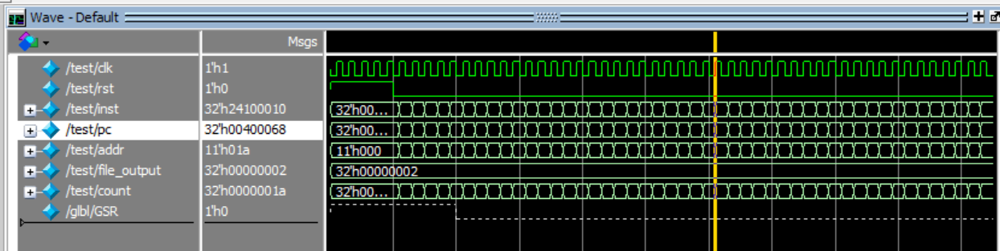 Wave - Default
Msgs
/test/clk 1'h1
/test/rst 1'h0
/test/inst 32'h24100010 32'h00...
/test/pc 32'h00400068 32'h00...
/test/addr 11'h01a 11'h000
/test/file_output 32'h00000002 32'h00000002
/test/count 32'h0000001a 32'h00...
/glbl/GSR 1'h0